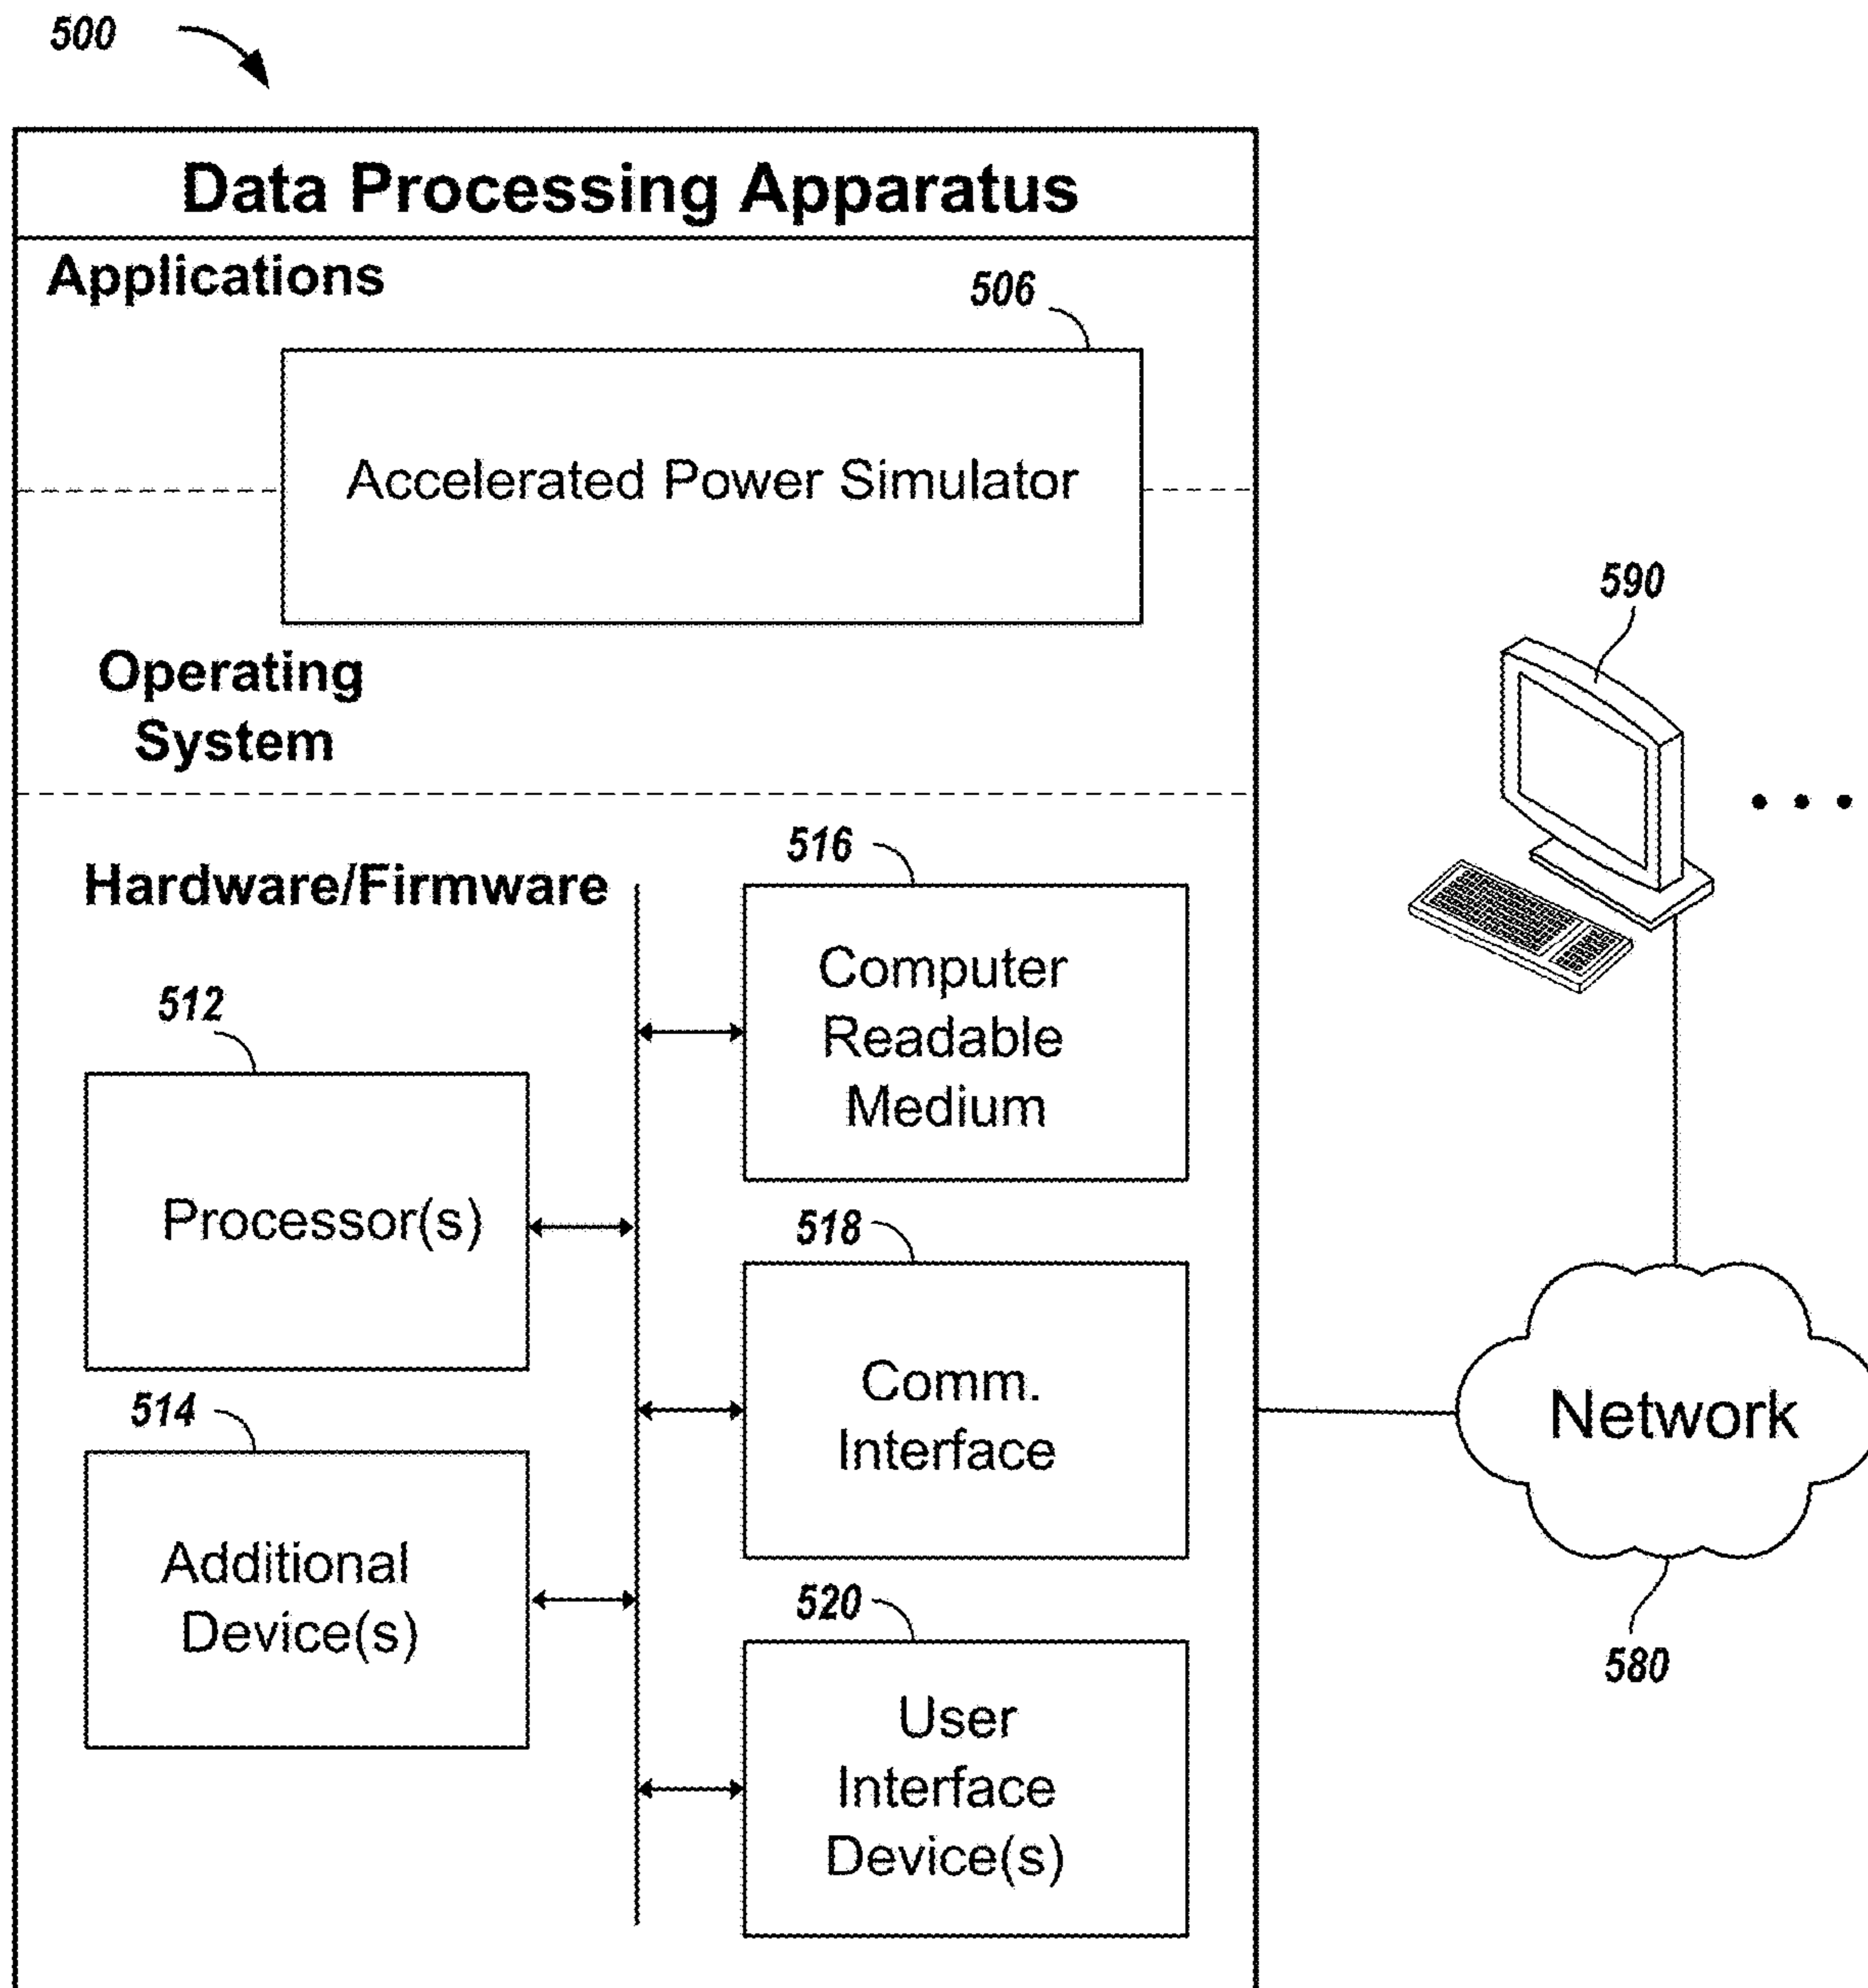 500
Data Processing Apparatus
Applications
506
Accelerated Power Simulator
Operating
System
590
Hardware/Firmware
516
Computer
Readable
Medium
512
Processor(s)
518
Comm.
Interface
Network
580
514
Additional
Device(s)
520
User
Interface
Device(s)